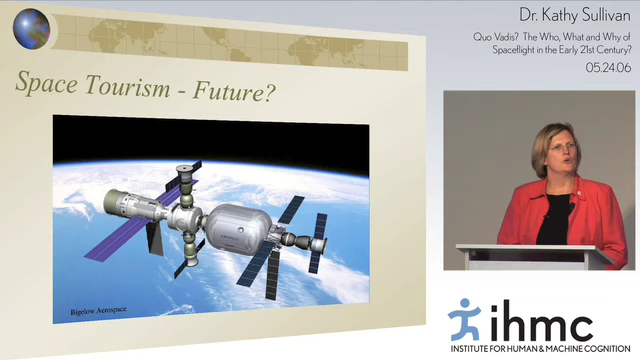 Dr. Kathy Sullivan
Quo Vadis? The Who, What and Why of
Spaceflight in the Early 21st Century?
05.24.06
Space Tourism - Future?
Bigelow Aerospace
ihmc
INSTITUTE FOR HUMAN & MACHINE COGNITION